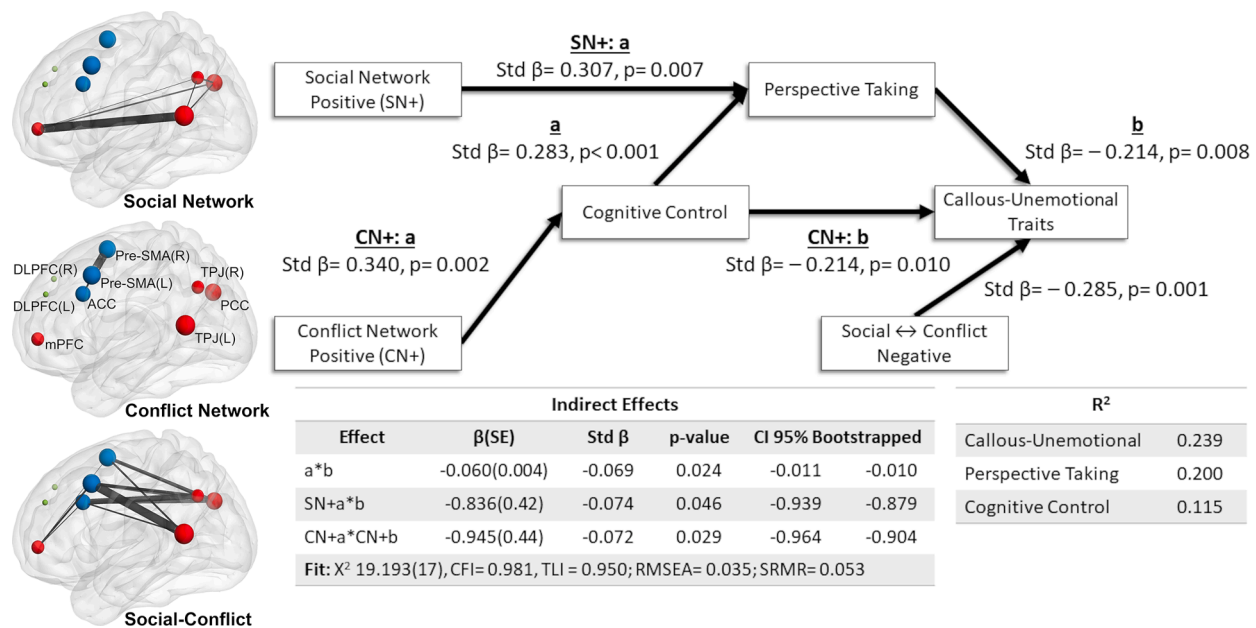 Social Network
DLPFC(R)
Pre-SMA(R)
TPJ(R)
Pre-SMA(L)
DLPFC(L)
ACC
PCC
mPFC
TPJ(L)
Conflict Network
Social-Conflict
Social Network
Positive (SN+)
SN+: a
Std β= 0.307, p= 0.007
Perspective Taking
a
Std β= 0.283, p< 0.001
b
Std β= – 0.214, p= 0.008
Cognitive Control
Callous-Unemotional
Traits
CN+: a
Std β= 0.340, p= 0.002
CN+: b
Std β= – 0.214, p= 0.010
Std β= – 0.285, p= 0.001
Conflict Network
Positive (CN+)
Social ↔ Conflict
Negative
Indirect Effects
Effect β(SE) Std β p-value CI 95% Bootstrapped
a*b -0.060(0.004) -0.069 0.024 -0.011 -0.010
SN+a*b -0.836(0.42) -0.074 0.046 -0.939 -0.879
CN+a*CN+b -0.945(0.44) -0.072 0.029 -0.964 -0.904
Fit: X² 19.193(17), CFI= 0.981, TLI = 0.950; RMSEA= 0.035; SRMR= 0.053
R²
Callous-Unemotional 0.239
Perspective Taking 0.200
Cognitive Control 0.115